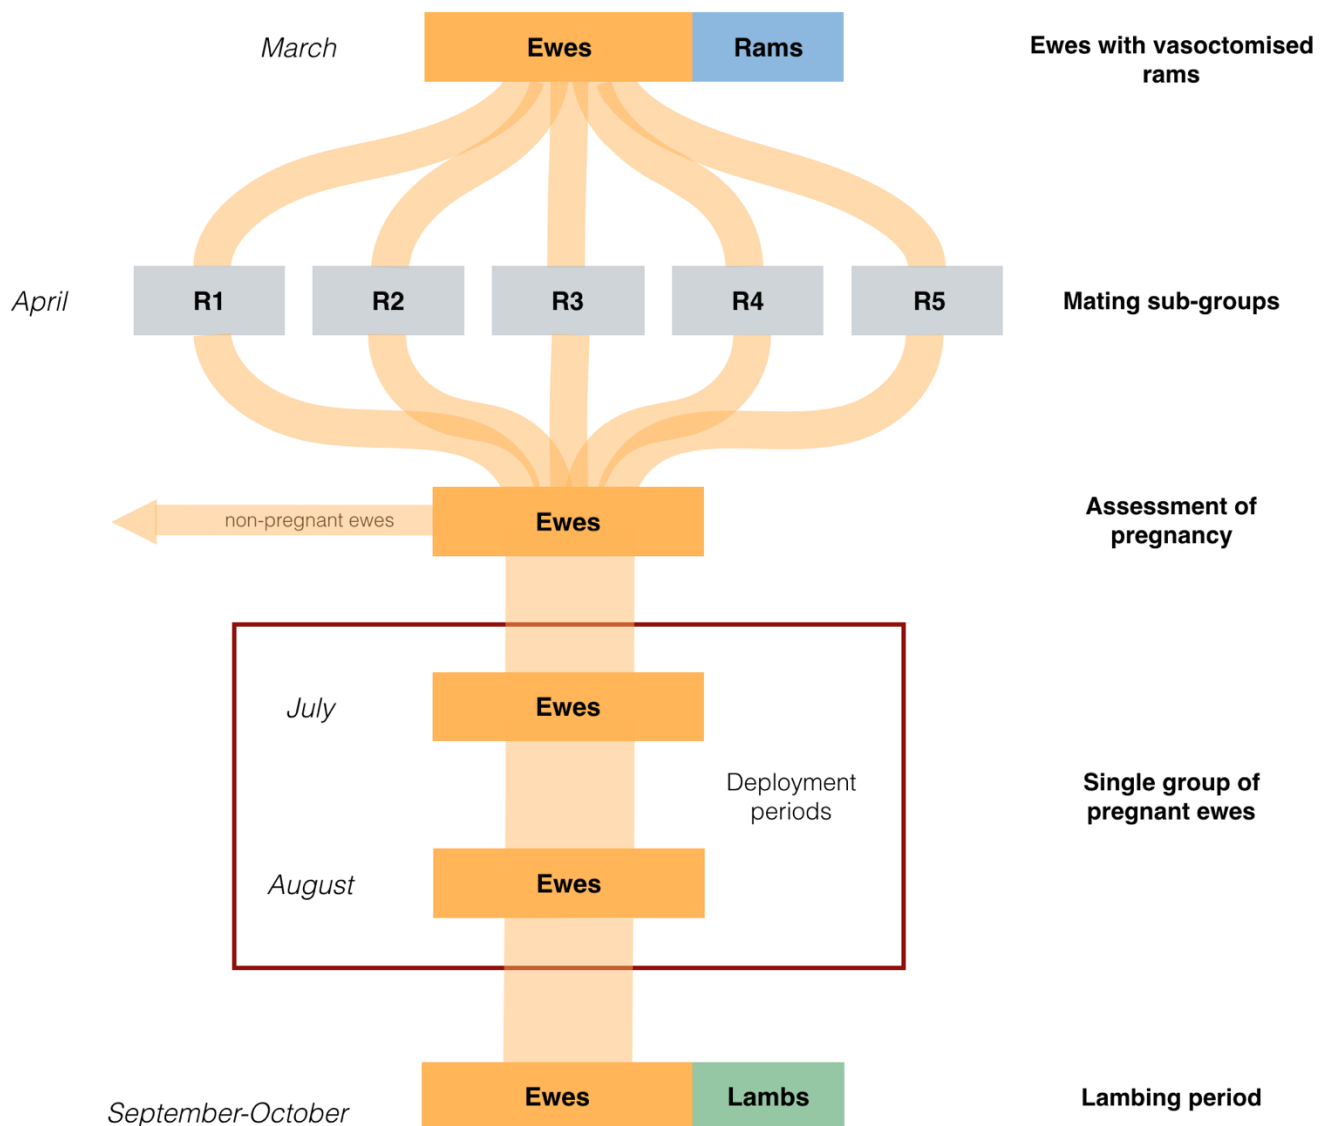 March
Ewes
Rams
Ewes with vasoctomised
rams
April
R1
R2
R3
R4
R5
Mating sub-groups
non-pregnant ewes
Ewes
Assessment of
pregnancy
July
Ewes
Deployment
periods
Single group of
pregnant ewes
August
Ewes
September-October
Ewes
Lambs
Lambing period